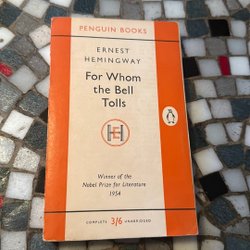 PENGUIN BOOKS
ERNEST
HEMINGWAY
For Whom
the Bell
Tolls
EH
Winner of the
Nobel Prize for Literature
1954
COMPLETE 3/6 UNABRIDGED